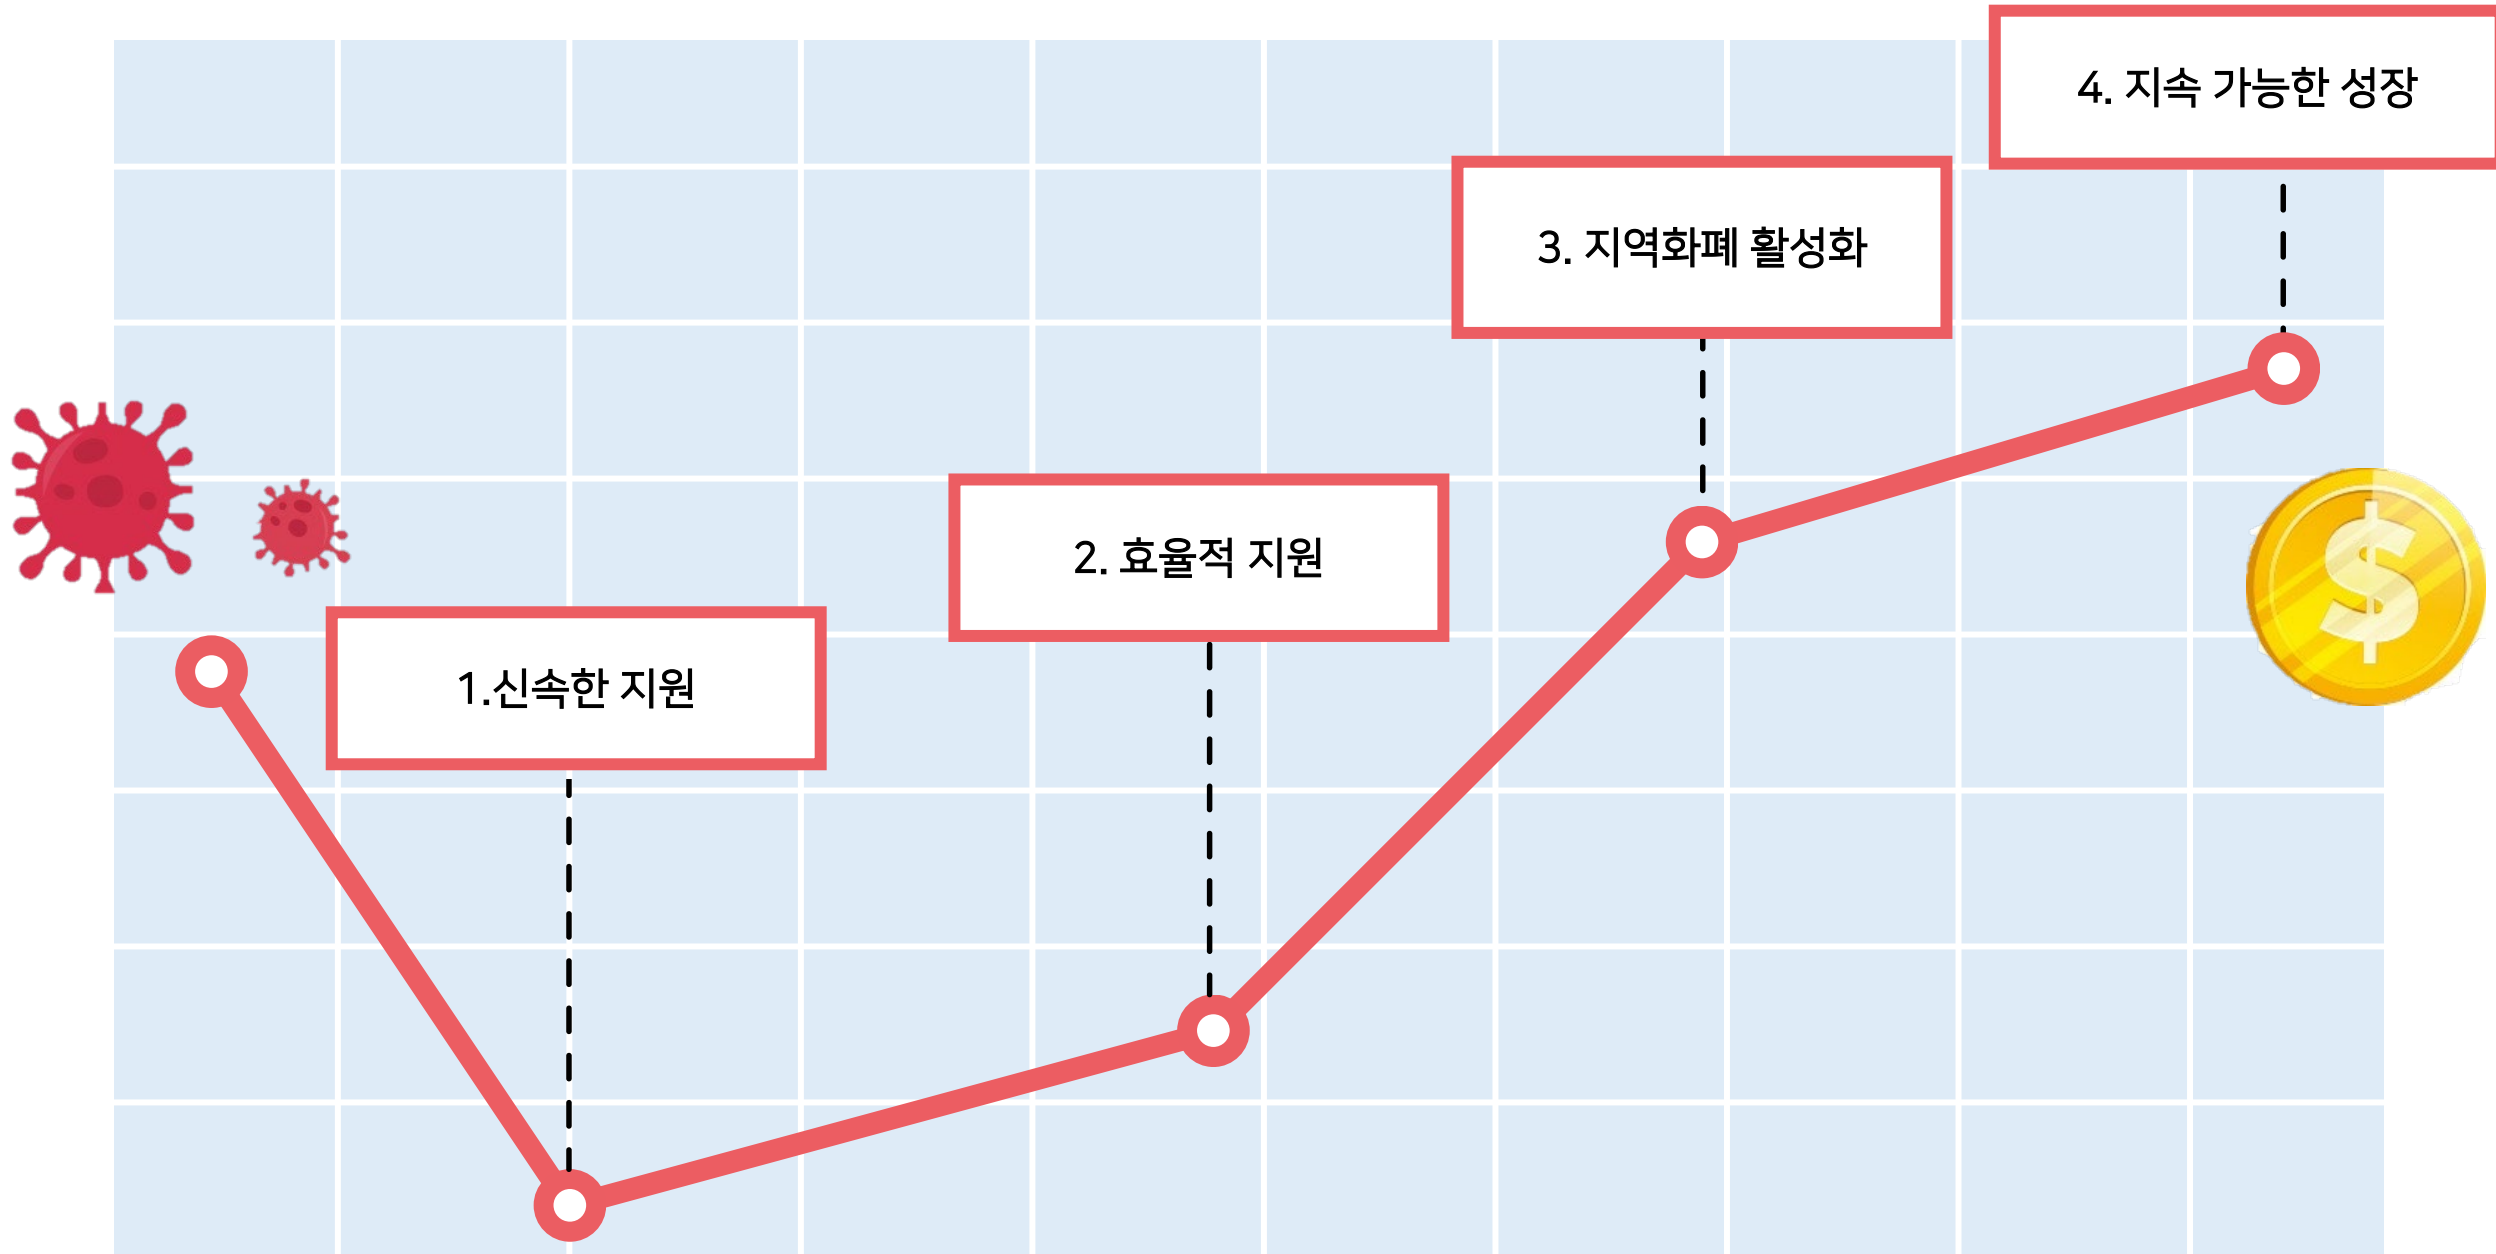 1.신속한 지원
2. 효율적 지원
3. 지역화폐 활성화
4. 지속 가능한 성장
$